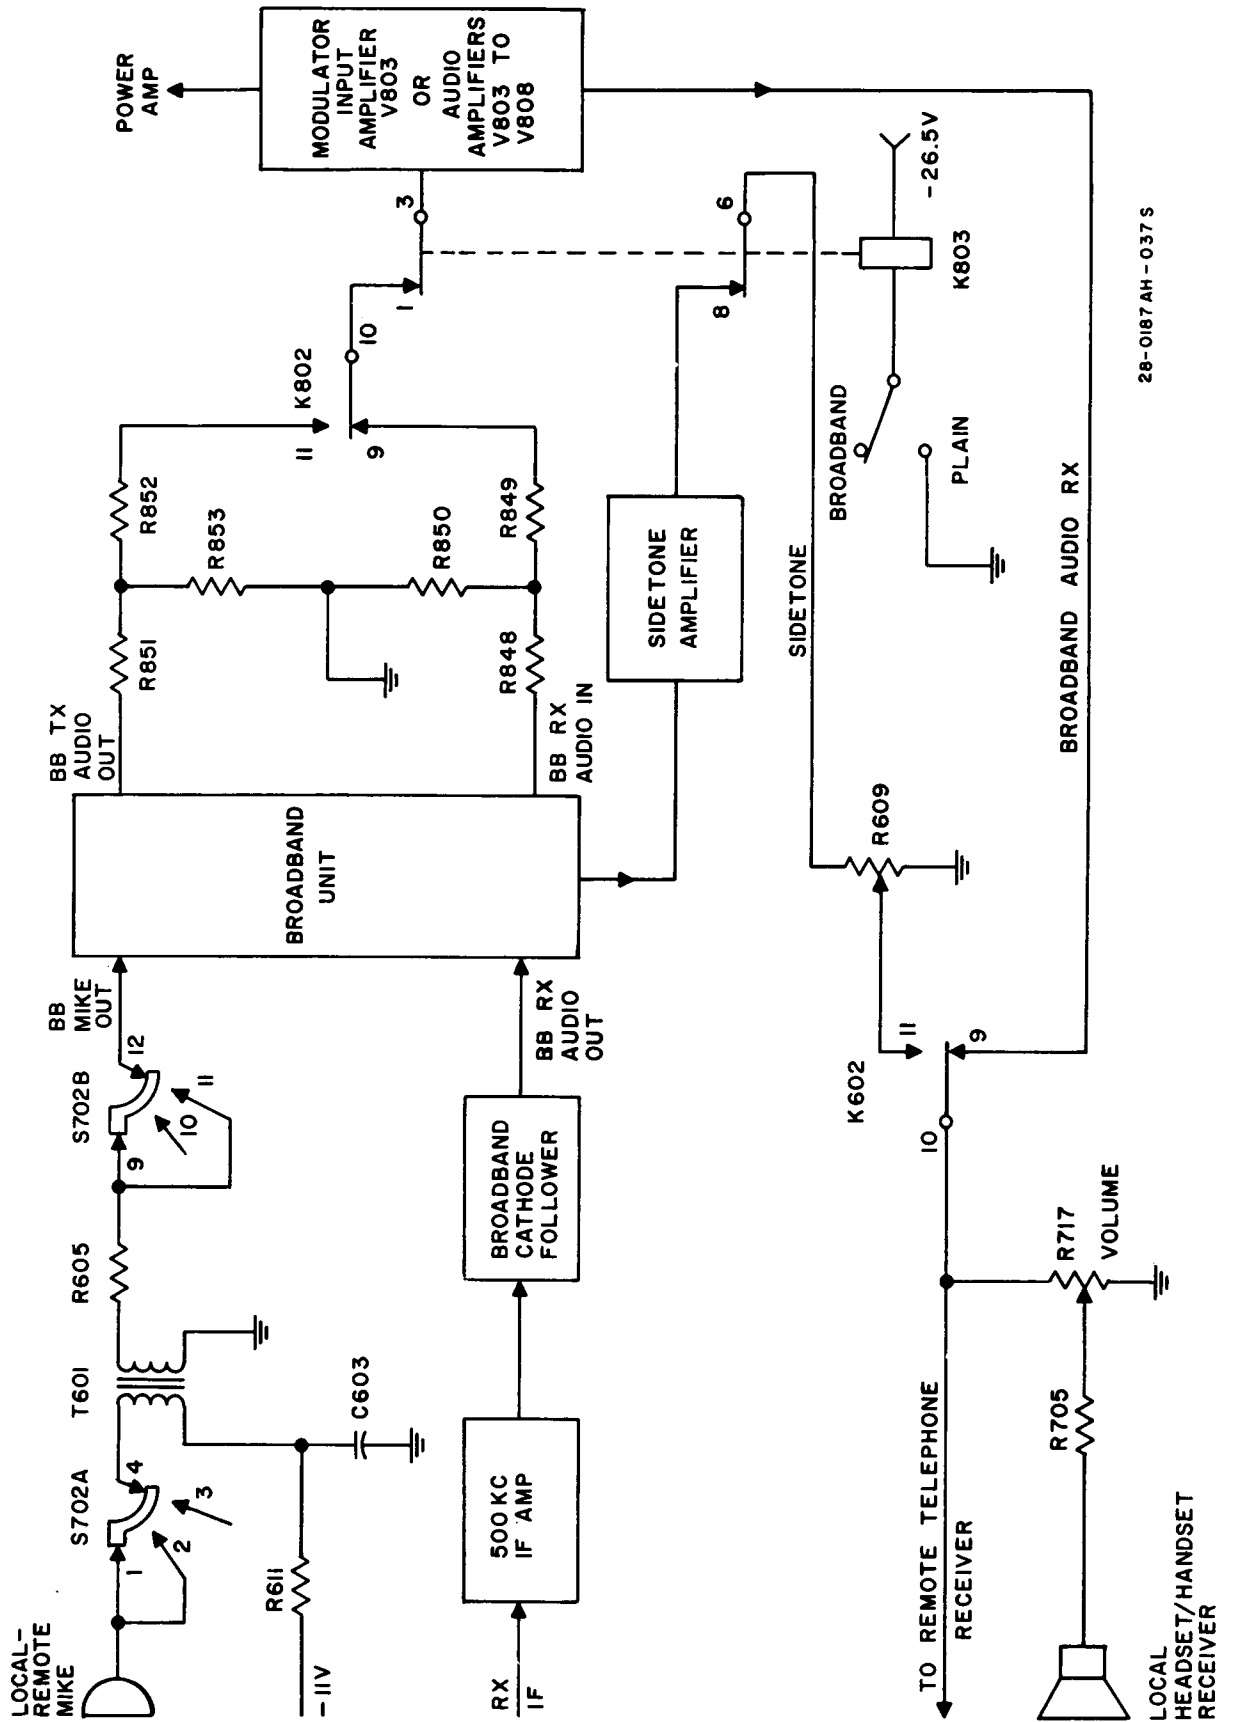 LOCAL-
REMOTE
MIKE
S702A
1
2
3
4
T601
R605
S702B
9
10
11
12
BB
MIKE
OUT
BROADBAND
UNIT
BB TX
AUDIO
OUT
R851
R852
R853
R850
R848
R849
BB RX
AUDIO IN
11
9
K802
10
1
3
MODULATOR
INPUT
AMPLIFIER
V803
OR
AUDIO
AMPLIFIERS
V803 TO
V808
POWER
AMP
-11V
R611
C603
RX
IF
500 KC
IF AMP
BROADBAND
CATHODE
FOLLOWER
BB RX
AUDIO
OUT
SIDETONE
AMPLIFIER
8
6
SIDETONE
BROADBAND
PLAIN
K803
-26.5V
R609
K602
11
9
10
BROADBAND AUDIO RX
TO REMOTE TELEPHONE
RECEIVER
R717
VOLUME
R705
LOCAL
HEADSET/HANDSET
RECEIVER
28-0187AH-037S